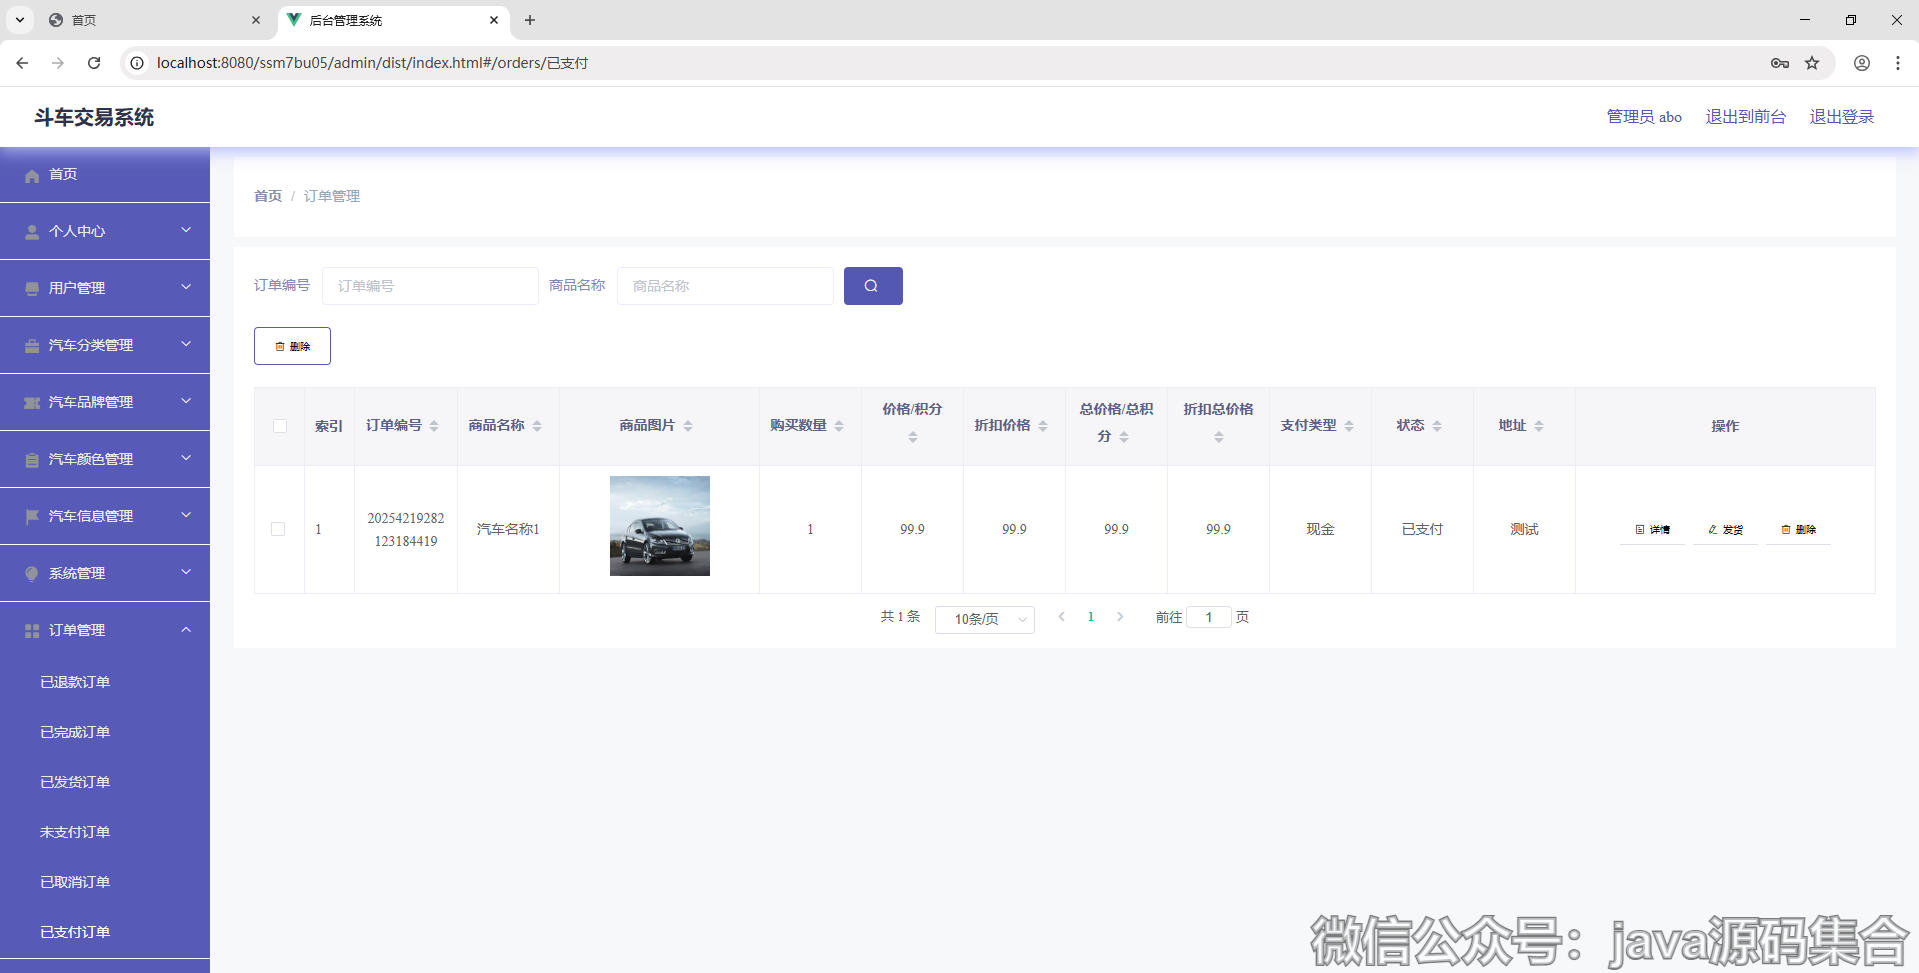 首页
后台管理系统
localhost:8080/ssm7bu05/admin/dist/index.html#/orders/已支付
斗车交易系统
管理员 abo
退出到前台
退出登录
首页
个人中心
用户管理
汽车分类管理
汽车品牌管理
汽车颜色管理
汽车信息管理
系统管理
订单管理
已退款订单
已完成订单
已发货订单
未支付订单
已取消订单
已支付订单
首页 / 订单管理
订单编号 订单编号 商品名称 商品名称
删除
索引 订单编号 商品名称 商品图片 购买数量 价格/积分 折扣价格 总价格/总积分 折扣总价格 支付类型 状态 地址 操作
1 20254219282123184419 汽车名称1 1 99.9 99.9 99.9 99.9 现金 已支付 测试 详情 发货 删除
共 1 条 10条/页 1 前往 1 页
微信公众号：java源码集合